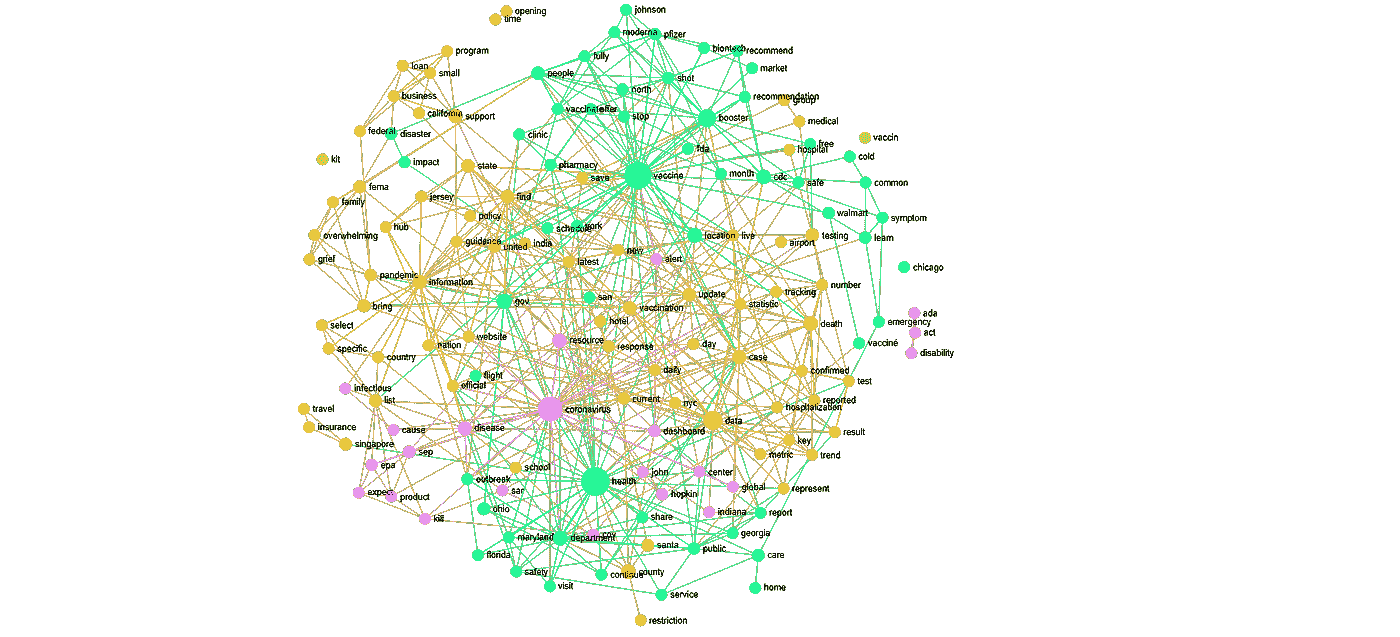 johnson
opening
time
moderna
pfizer
biontech
recommend
program
fully
loan
small
people
shot
market
north
business
recommendation
group
california
support
stop
booster
medical
federal
disaster
clinic
free
vaccin
fda
hospital
cold
kit
impact
state
pharmacy
save
vaccine
month
cdc
safe
common
fema
jersey
find
family
policy
walmart
symptom
hub
schedule
overwhelming
guidance
united
india
location
live
testing
learn
airport
new
grief
latest
alert
chicago
pandemic
information
number
tracking
update
san
gov
statistic
bring
vaccination
ada
select
hotel
death
emergency
act
website
resource
nation
response
day
vacciné
specific
disability
country
case
flight
daily
confirmed
official
test
infectious
list
current
nyc
reported
travel
coronavirus
hospitalization
data
insurance
cause
disease
dashboard
result
singapore
key
sep
metric
trend
epa
school
john
center
outbreak
health
expect
product
sar
hopkin
global
represent
ohio
indiana
report
share
georgia
maryland
department
santa
public
florida
care
safety
continue
county
visit
home
service
restriction